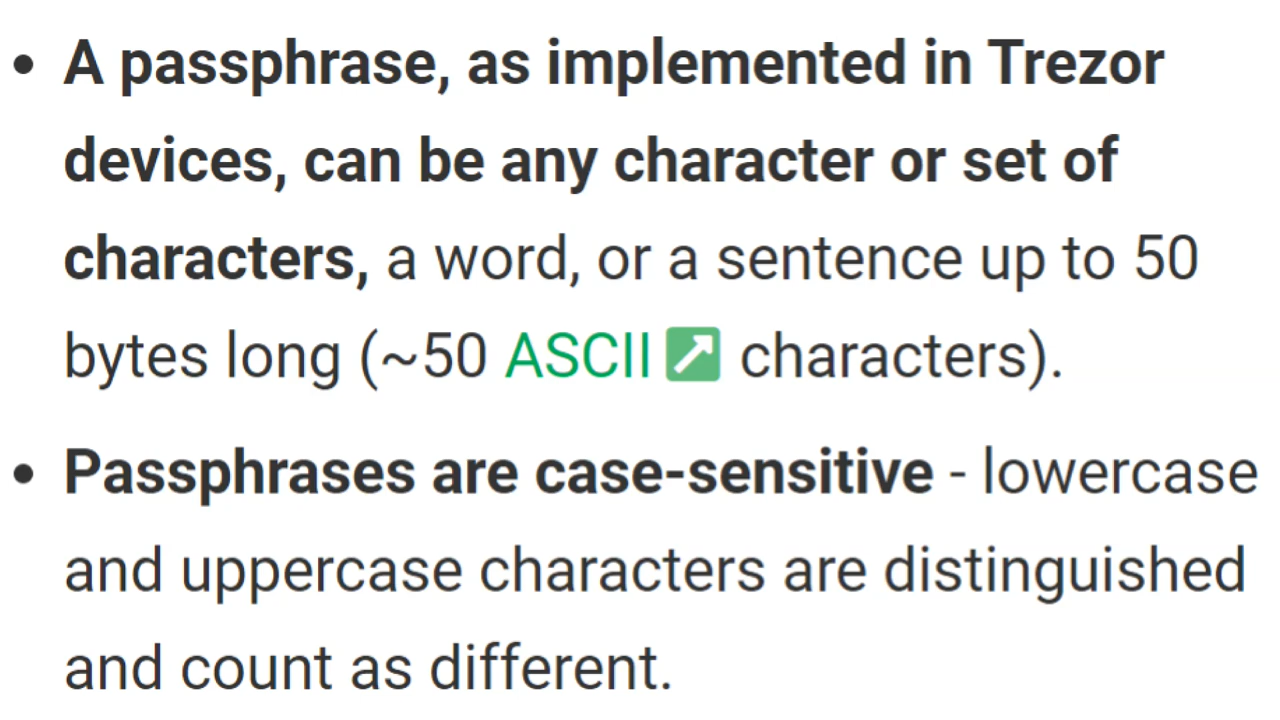 • A passphrase, as implemented in Trezor
devices, can be any character or set of
characters, a word, or a sentence up to 50
bytes long (~50 ASCII ↗ characters).
• Passphrases are case-sensitive - lowercase
and uppercase characters are distinguished
and count as different.